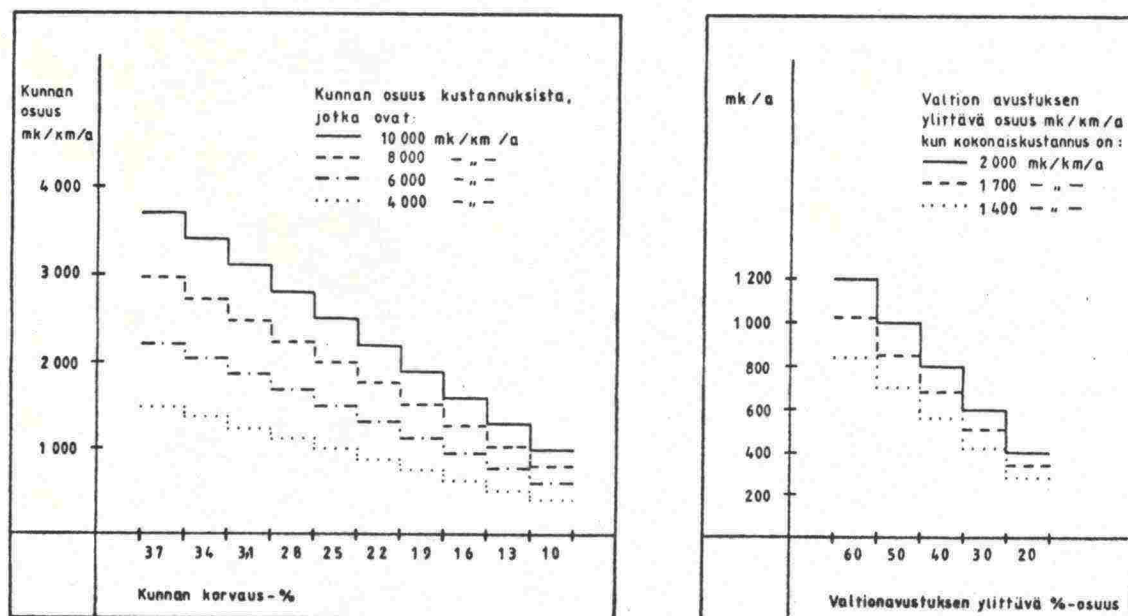 Kunnan
osuus
mk/km/a
Kunnan osuus kustannuksista,
jotka ovat:
10 000 mk/km/a
8 000 — „ —
6 000 — „ —
4 000 — „ —
4 000
3 000
2 000
1 000
37 34 31 28 25 22 19 16 13 10
Kunnan korvaus-%
mk/a
Valtion avustuksen
ylittävä osuus mk/km/a
kun kokonaiskustannus on:
2 000 mk/km/a
1 700 — „ —
1 400 — „ —
1 200
1 000
800
600
400
200
60 50 40 30 20
Valtionavustuksen ylittävä %-osuus